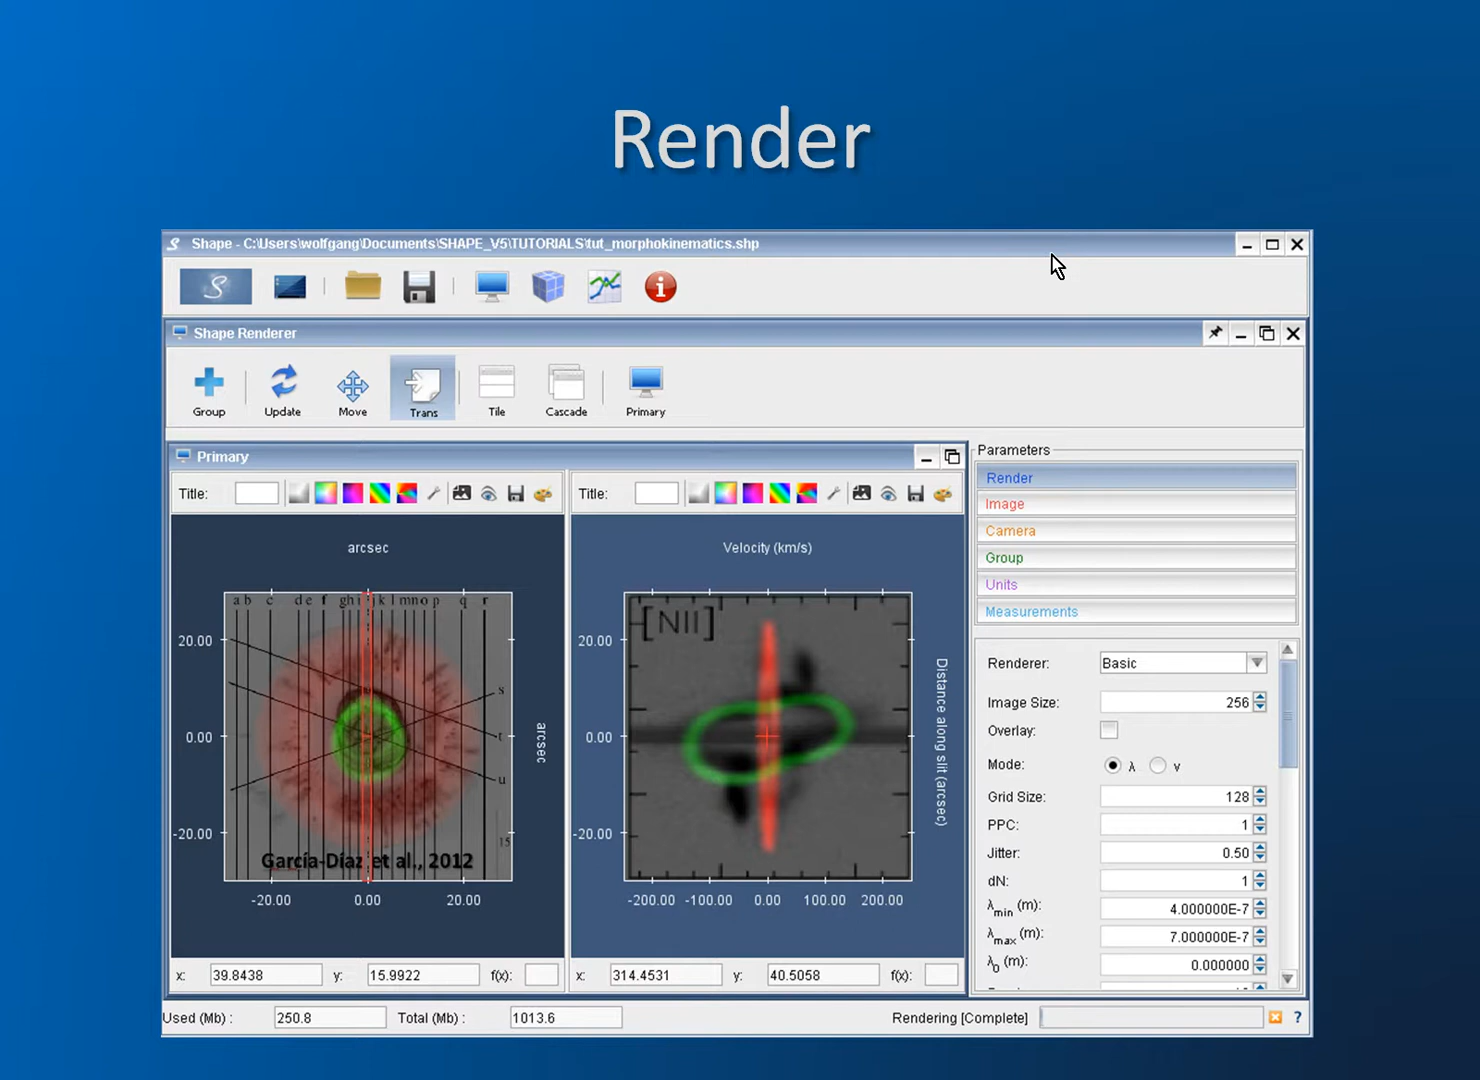 Render
Shape - C:\Users\wolfgang\Documents\SHAPE_V5\TUTORIALS\tut_morphokinematics.shp
S
Shape Renderer
Group Update Move Trans Tile Cascade Primary
Primary
Title:
Title:
arcsec
a b c d e f g h i j k l m n o p q r
20.00
0.00
-20.00
s
t
u
15
García-Díaz et al., 2012
-20.00 0.00 20.00
arcsec
Velocity (km/s)
[NII]
20.00
0.00
-20.00
-200.00 -100.00 0.00 100.00 200.00
Distance along slit (arcsec)
x: 39.8438 y: 15.9922 f(x):
x: 314.4531 y: 40.5058 f(x):
Parameters
Render
Image
Camera
Group
Units
Measurements
Renderer: Basic
Image Size: 256
Overlay:
Mode: λ ν
Grid Size: 128
PPC: 1
Jitter: 0.50
dN: 1
λmin (m): 4.000000E-7
λmax (m): 7.000000E-7
λ0 (m): 0.000000
Used (Mb) : 250.8 Total (Mb) : 1013.6 Rendering [Complete] ?